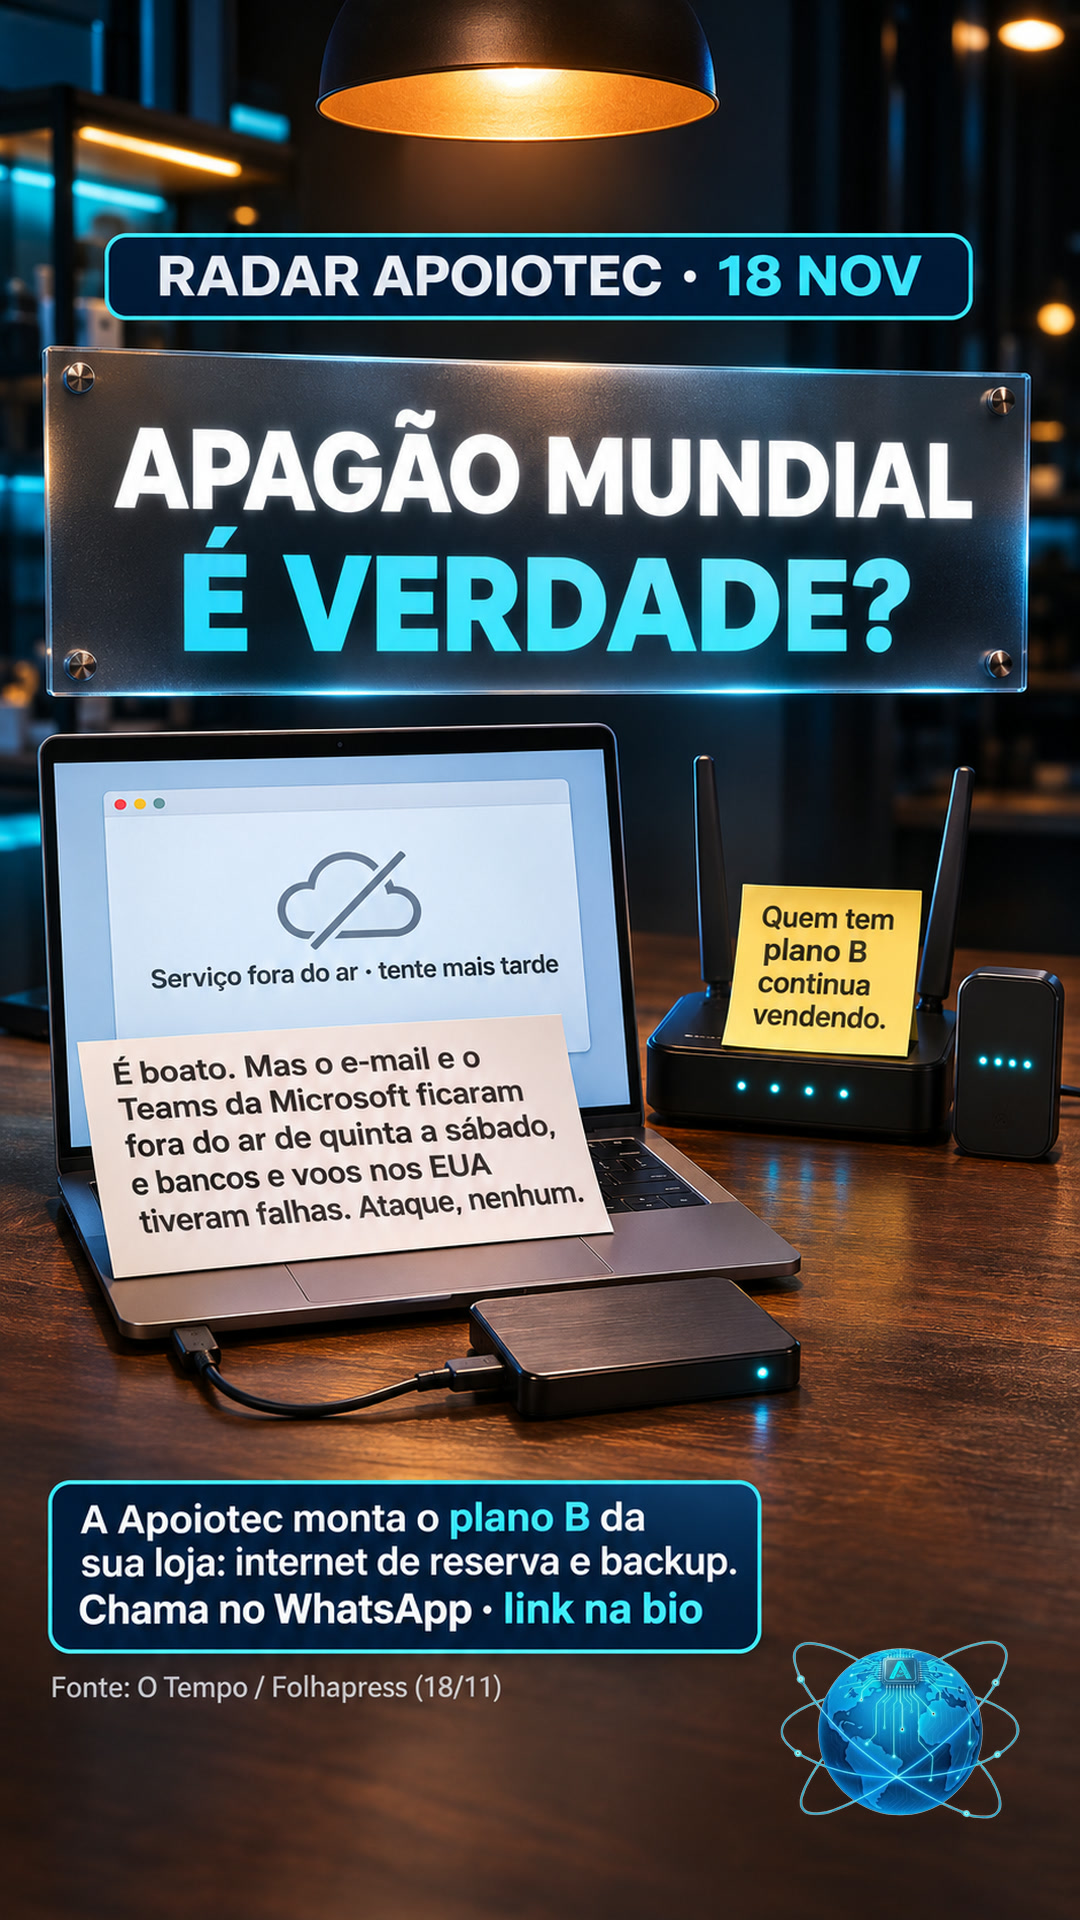 RADAR APOIOTEC · 18 NOV
APAGÃO MUNDIAL
É VERDADE?
Serviço fora do ar · tente mais tarde
É boato. Mas o e-mail e o
Teams da Microsoft ficaram
fora do ar de quinta a sábado,
e bancos e voos nos EUA
tiveram falhas. Ataque, nenhum.
Quem tem
plano B
continua
vendendo.
A Apoiotec monta o plano B da
sua loja: internet de reserva e backup.
Chama no WhatsApp · link na bio
Fonte: O Tempo / Folhapress (18/11)
A